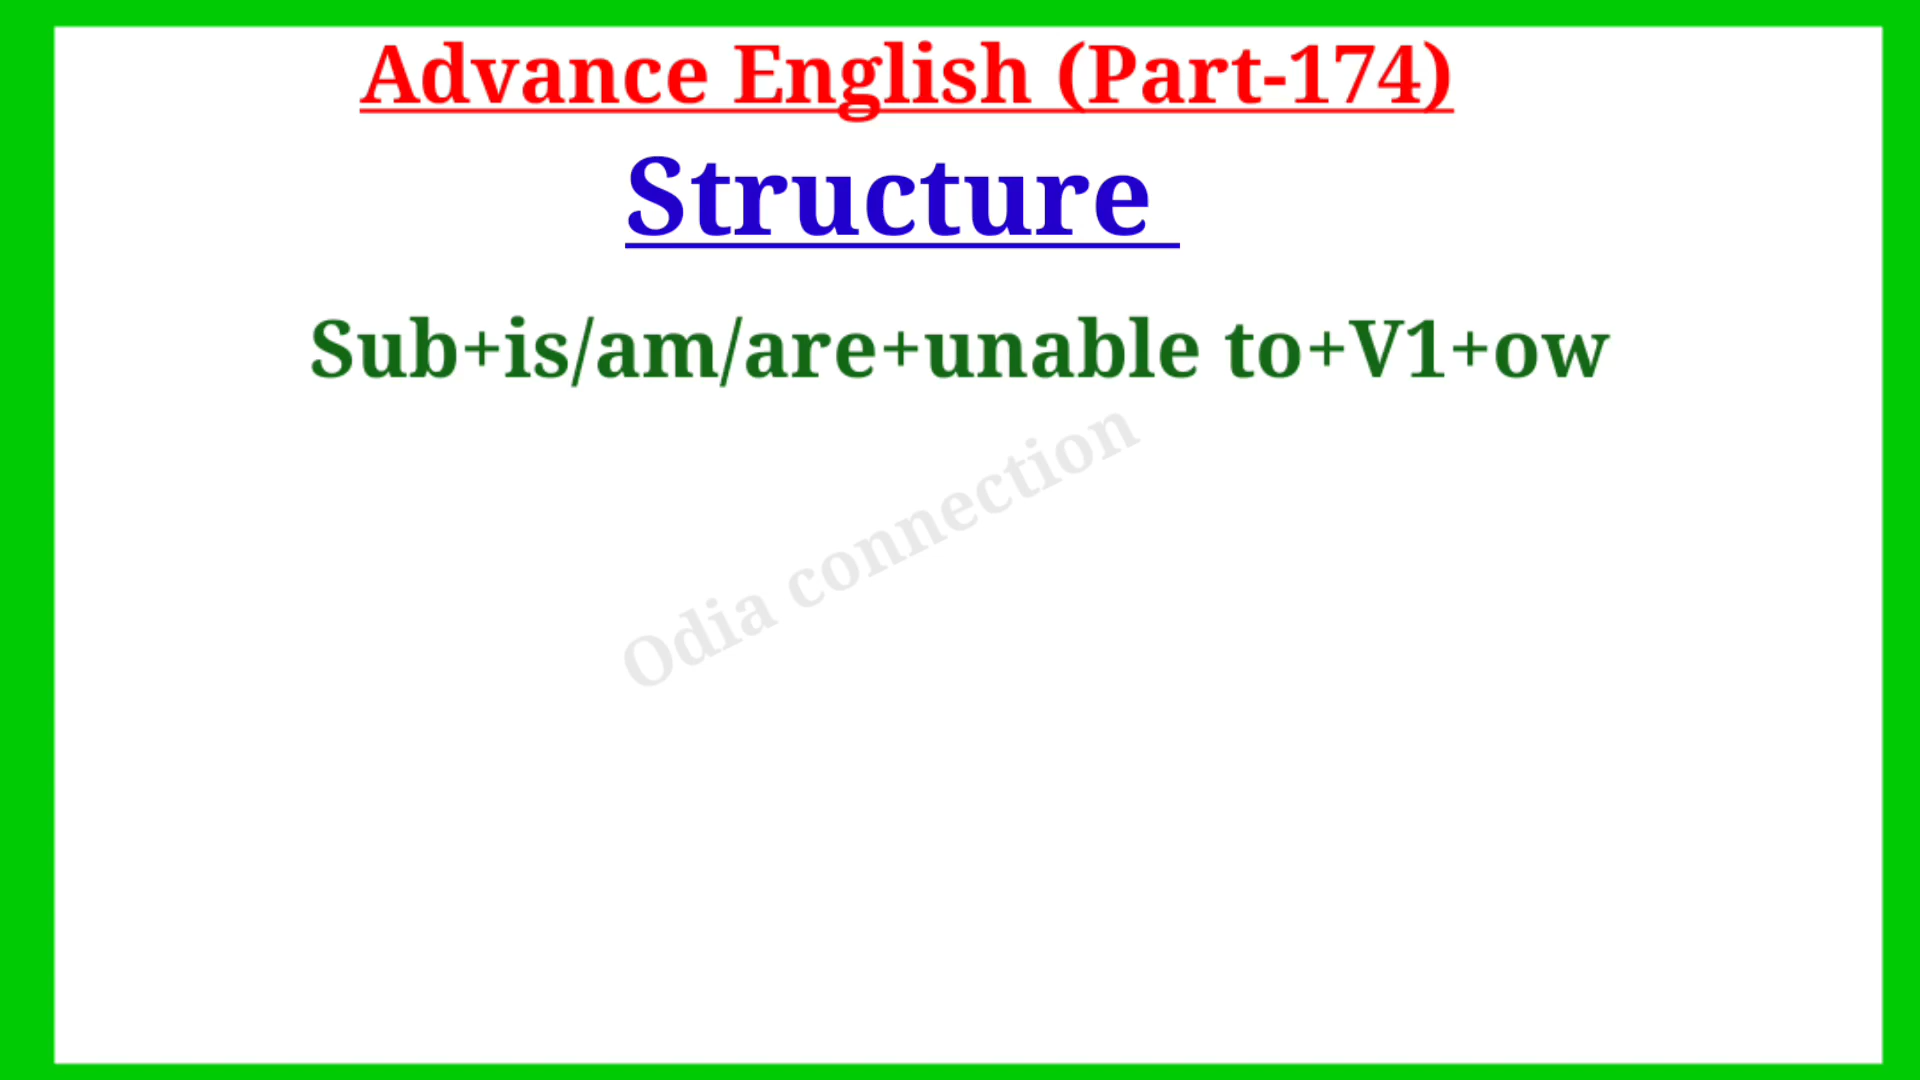 Advance English (Part-174)
Structure
Sub+is/am/are+unable to+V1+ow
Odia connection